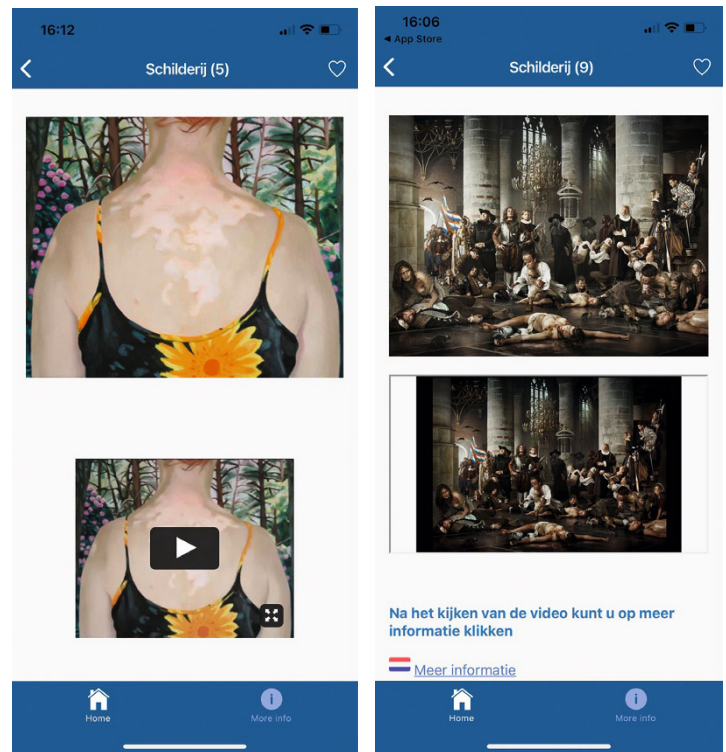 16:12
Schilderij (5)
Home
More info
16:06
◄ App Store
Schilderij (9)
Na het kijken van de video kunt u op meer
informatie klikken
Meer informatie
Home
More info